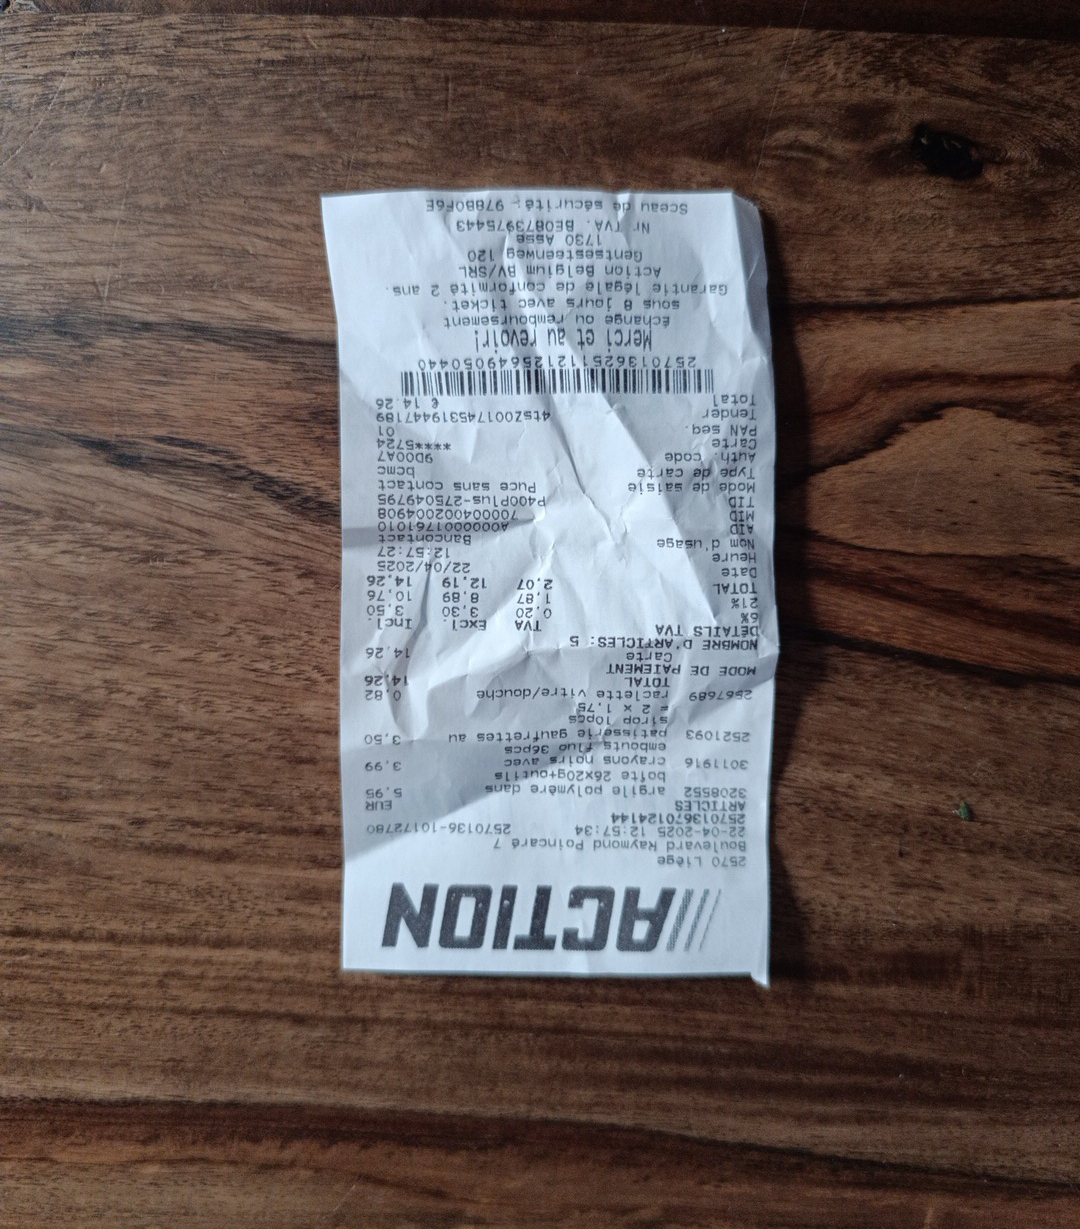 ACTION
2570 Liège
Boulevard Raymond Poincaré 7
22-04-2025 12:57:34 2570136-10172780
257013670124144
ARTICLES EUR
3208552 argile polymère dans 5,95
boîte 26x20g+outils
3011916 crayons noirs avec 3,99
embouts fluo 36pcs
2521093 patisserie gaufrettes au 3,50
sirop 10pcs
= 2 x 1,75
2567689 raclette vitre/douche 0,82
TOTAL 14,26
MODE DE PAIEMENT
Carte 14,26
NOMBRE D'ARTICLES: 5
DETAILS TVA
TVA Excl. Incl.
6% 0,20 3,30 3,50
21% 1,87 8,89 10,76
TOTAL 2,07 12,19 14,26
Date 22/04/2025
Heure 12:57:27
Nom d'usage Bancontact
AID A0000001761010
MID 70000402004908
TID P400Plus-275049795
Mode de saisie Puce sans contact
Type de carte bcmc
Auth. code 9D00A7
Carte ****5724
PAN seq. 01
Tender 4tsZ001745319447189
Total € 14.26
2570136251121256490504​40
Merci et au revoir!
Échange ou remboursement
sous 8 jours avec ticket.
Garantie légale de conformité 2 ans.
Action Belgium BV/SRL
Gentsesteenweg 120
1730 Asse
Nr TVA. BE0873975443
Sceau de sécurité: 97880F6E